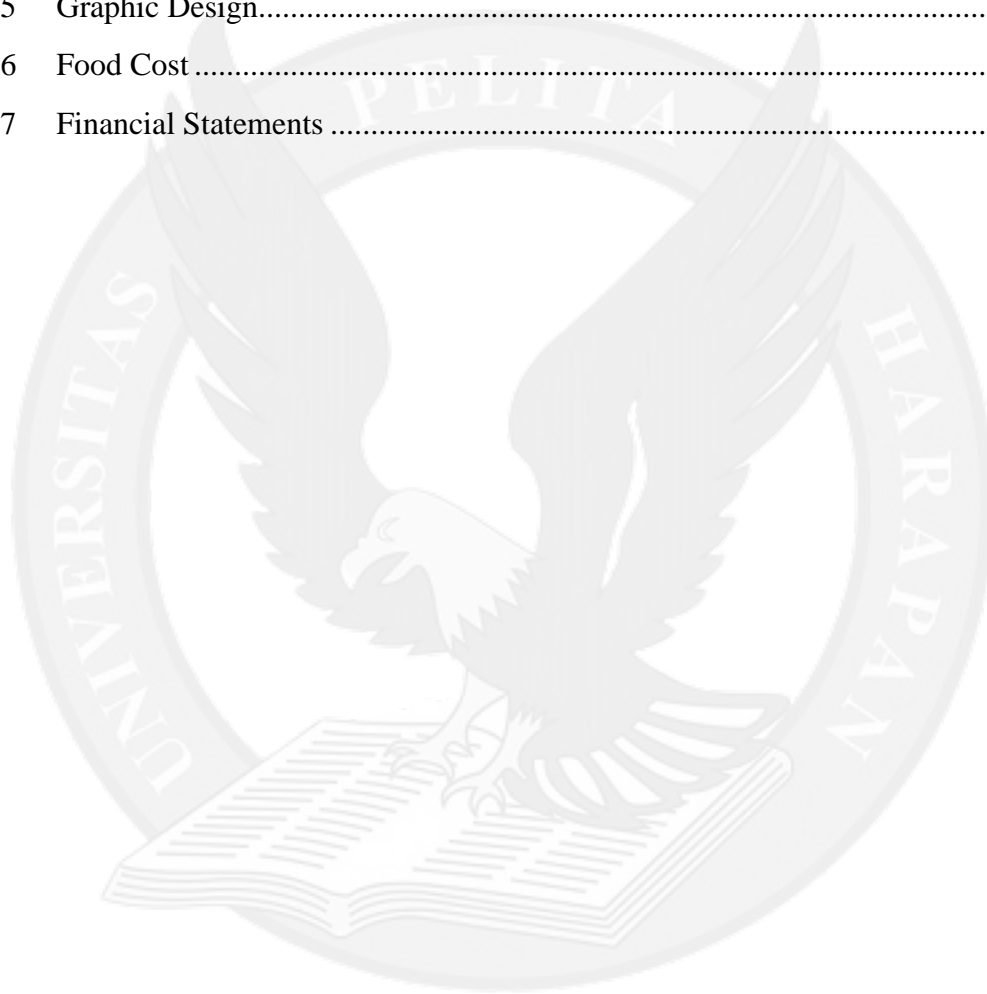 5 Graphic Design........................................................................................
6 Food Cost ................................................................................................
7 Financial Statements ................................................................................
UNIVERSITAS PELITA HARAPAN